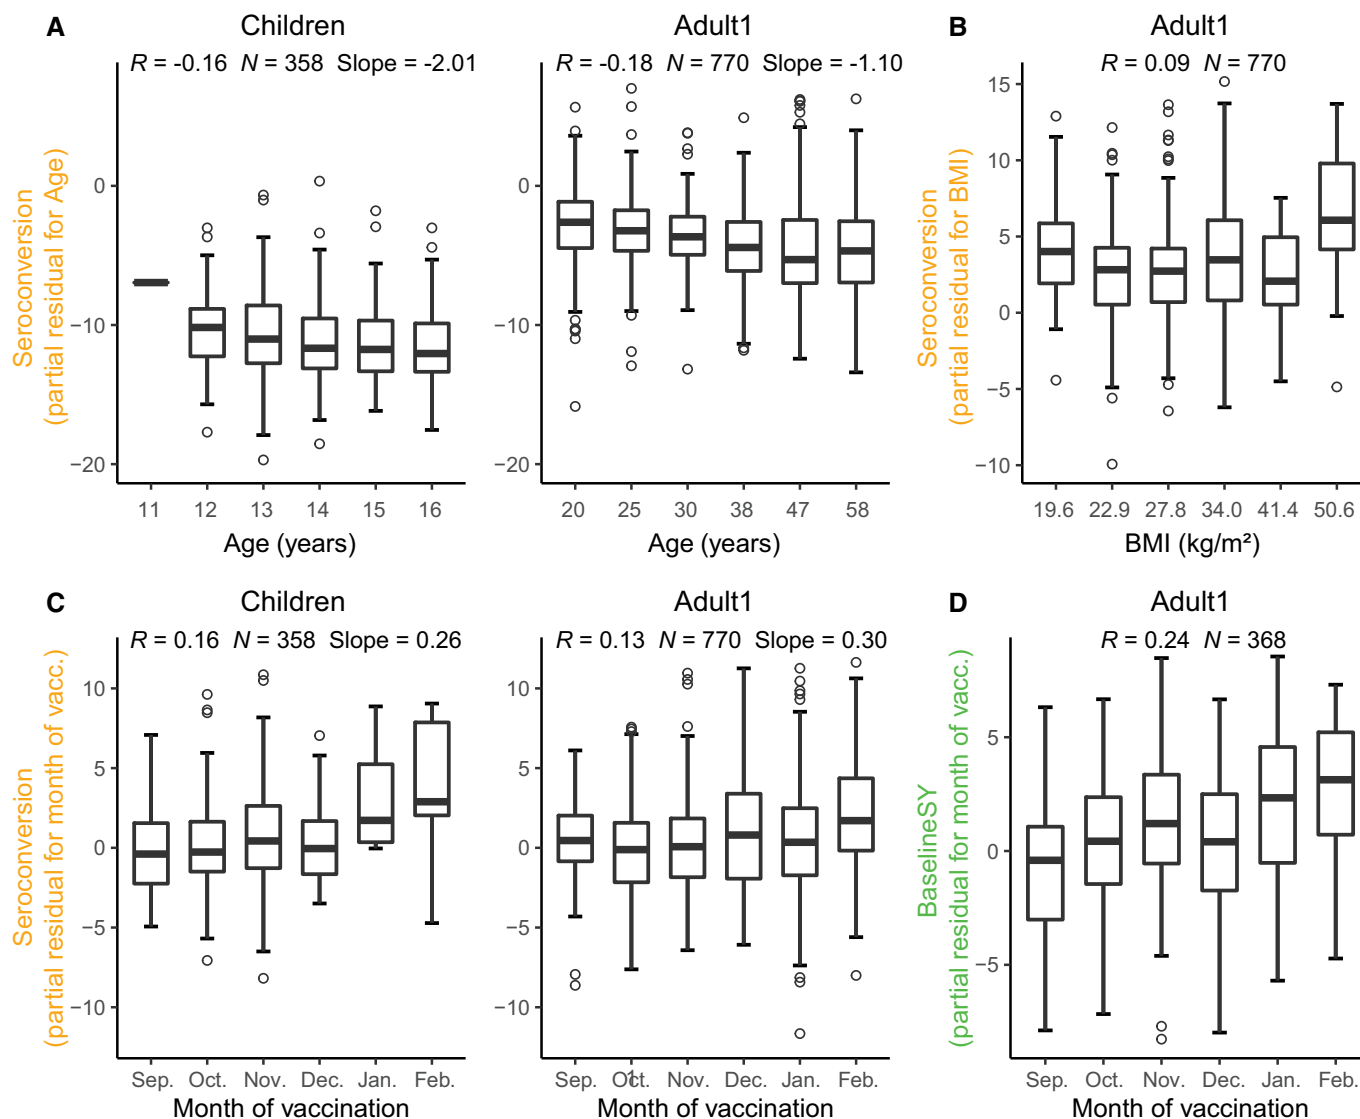 A
Children
R = -0.16 N = 358 Slope = -2.01
Seroconversion
(partial residual for Age)
0
−10
−20
11 12 13 14 15 16
Age (years)
Adult1
R = -0.18 N = 770 Slope = -1.10
0
−10
−20
20 25 30 38 47 58
Age (years)
B
Adult1
R = 0.09 N = 770
Seroconversion
(partial residual for BMI)
15
10
5
0
−5
−10
19.6 22.9 27.8 34.0 41.4 50.6
BMI (kg/m²)
C
Children
R = 0.16 N = 358 Slope = 0.26
Seroconversion
(partial residual for month of vacc.)
10
5
0
−5
−10
Sep. Oct. Nov. Dec. Jan. Feb.
Month of vaccination
Adult1
R = 0.13 N = 770 Slope = 0.30
10
5
0
−5
−10
Sep. Oct. Nov. Dec. Jan. Feb.
Month of vaccination
D
Adult1
R = 0.24 N = 368
BaselineSY
(partial residual for month of vacc.)
5
0
−5
Sep. Oct. Nov. Dec. Jan. Feb.
Month of vaccination